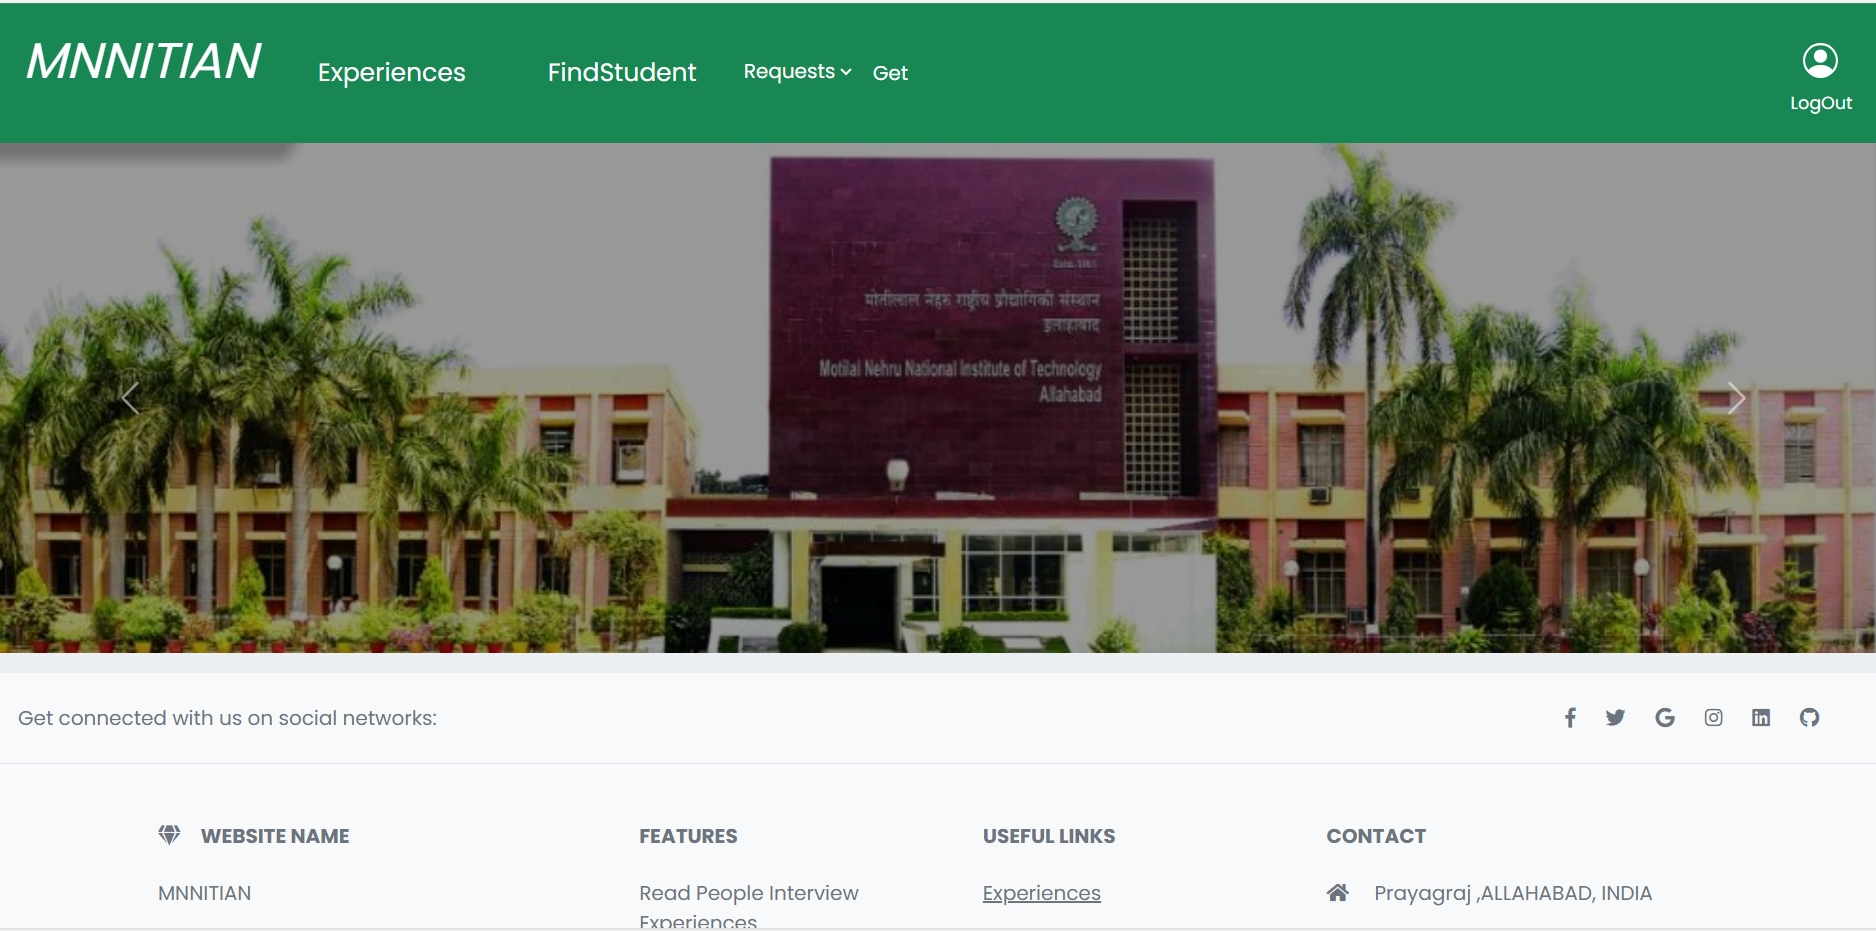 MNNITIAN
Experiences
FindStudent
Requests
Get
LogOut
Estd. 1961
मोतीलाल नेहरू राष्ट्रीय प्रौद्योगिकी संस्थान
इलाहाबाद
Motilal Nehru National Institute of Technology
Allahabad
Get connected with us on social networks:
WEBSITE NAME
MNNITIAN
FEATURES
Read People Interview
Experiences
USEFUL LINKS
Experiences
CONTACT
Prayagraj ,ALLAHABAD, INDIA